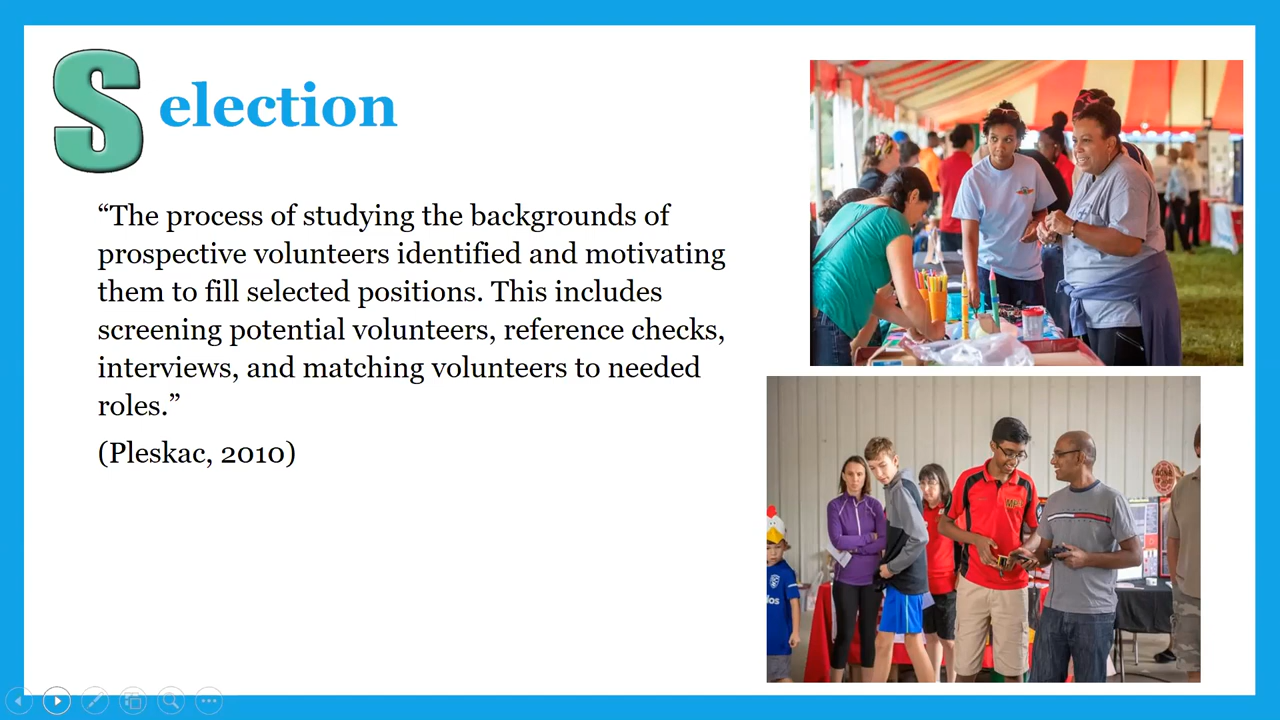 Selection
“The process of studying the backgrounds of
prospective volunteers identified and motivating
them to fill selected positions. This includes
screening potential volunteers, reference checks,
interviews, and matching volunteers to needed
roles.”
(Pleskac, 2010)